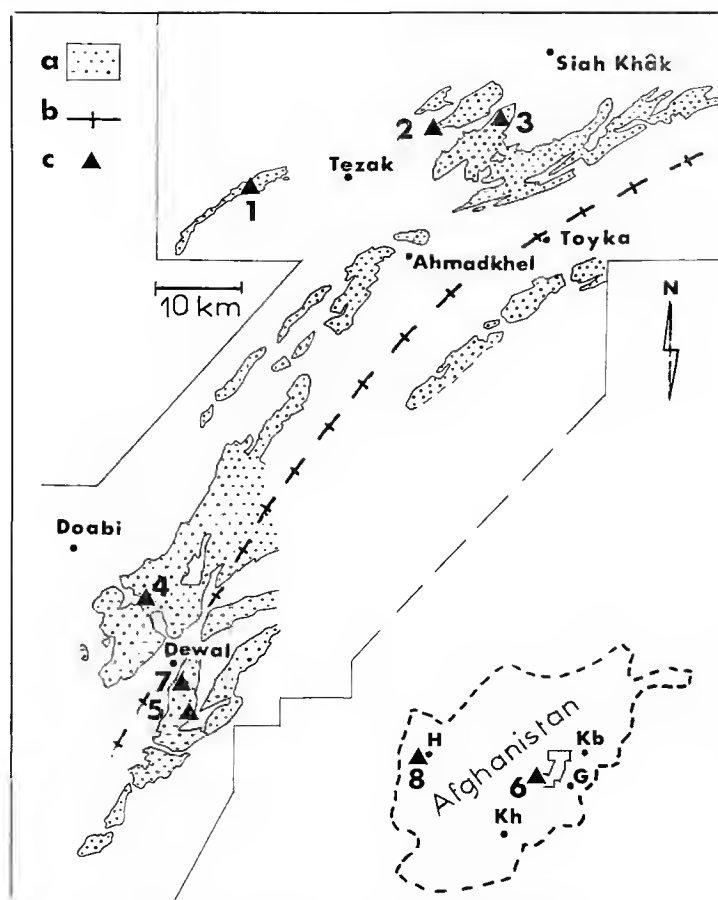 a
b
c
Siah Khâk
2
3
Tezak
1
Toyka
Ahmadkhel
10 km
N
Doabi
4
Dewal
7
5
Afghanistan
H
8
Kb
6
G
Kh